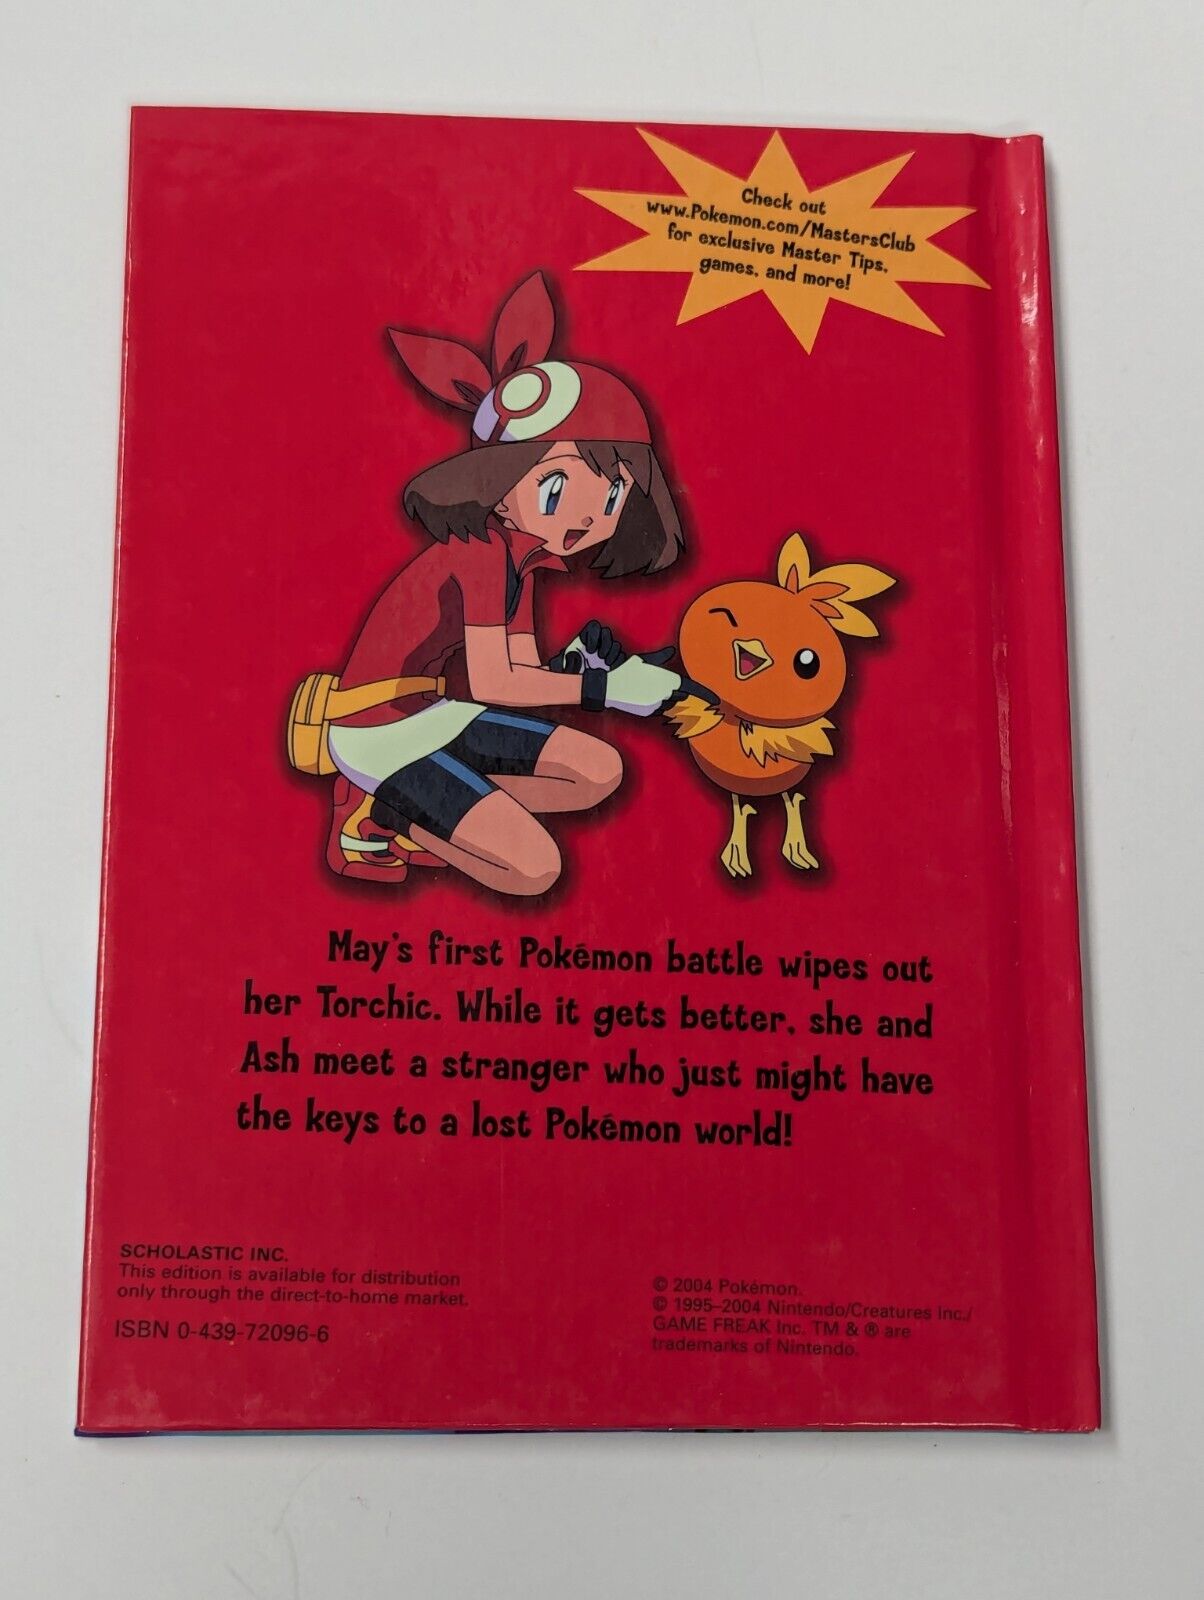 Check out
www.Pokemon.com/MastersClub
for exclusive Master Tips,
games, and more!
May's first Pokémon battle wipes out
her Torchic. While it gets better, she and
Ash meet a stranger who just might have
the keys to a lost Pokémon world!
SCHOLASTIC INC.
This edition is available for distribution
only through the direct-to-home market.
ISBN 0-439-72096-6
© 2004 Pokémon.
© 1995–2004 Nintendo/Creatures Inc./
GAME FREAK Inc. TM & ® are
trademarks of Nintendo.